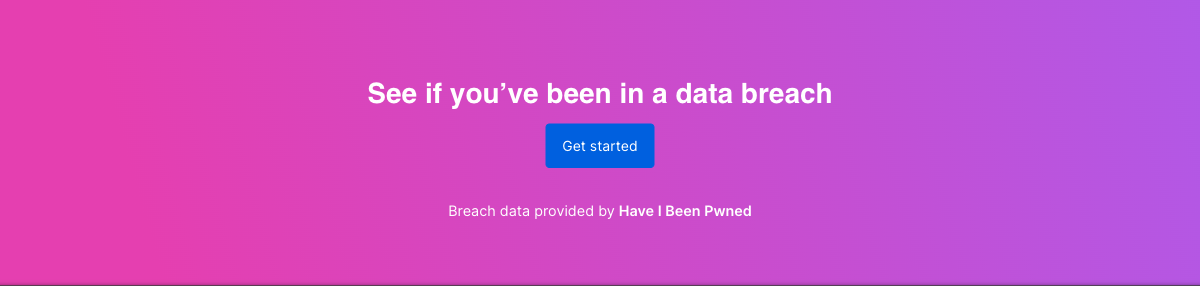 See if you’ve been in a data breach
Get started
Breach data provided by Have I Been Pwned